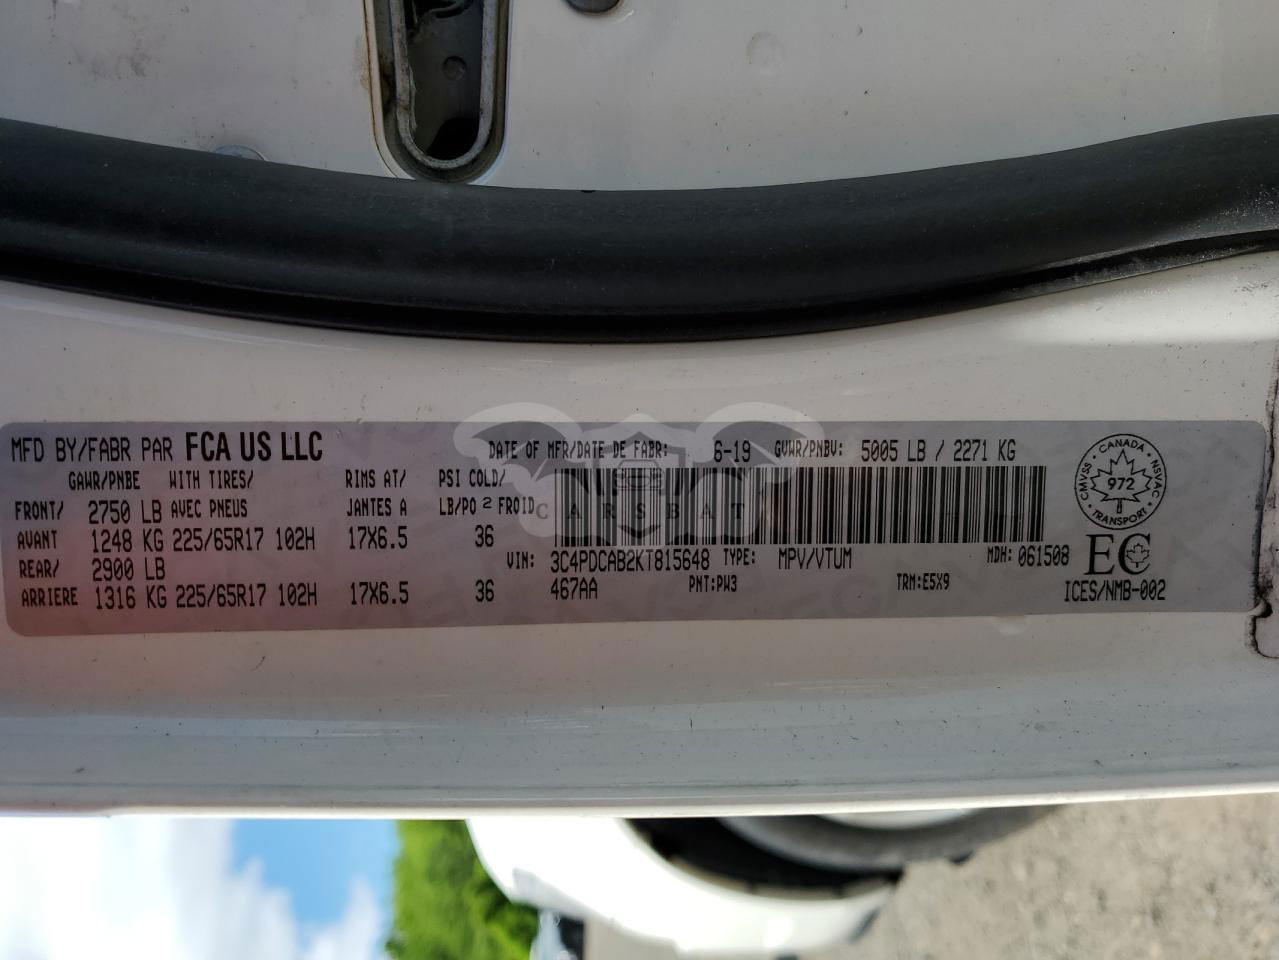 MFD BY/FABR PAR FCA US LLC DATE OF MFR/DATE DE FABR: 6-19 GVWR/PNBV: 5005 LB / 2271 KG
GAWR/PNBE WITH TIRES/ RIMS AT/ PSI COLD/
FRONT/ 2750 LB AVEC PNEUS JANTES A LB/PO 2 FROID
AVANT 1248 KG 225/65R17 102H 17X6.5 36
VIN: 3C4PDCAB2KT815648 TYPE: MPV/VTUM MDH: 061508
REAR/ 2900 LB
ARRIERE 1316 KG 225/65R17 102H 17X6.5 36 467AA PNT:PW3 TRM:E5X9
CANADA
CMVSS 972 NSVAC
TRANSPORT
EC
ICES/NMB-002
CARSBAT